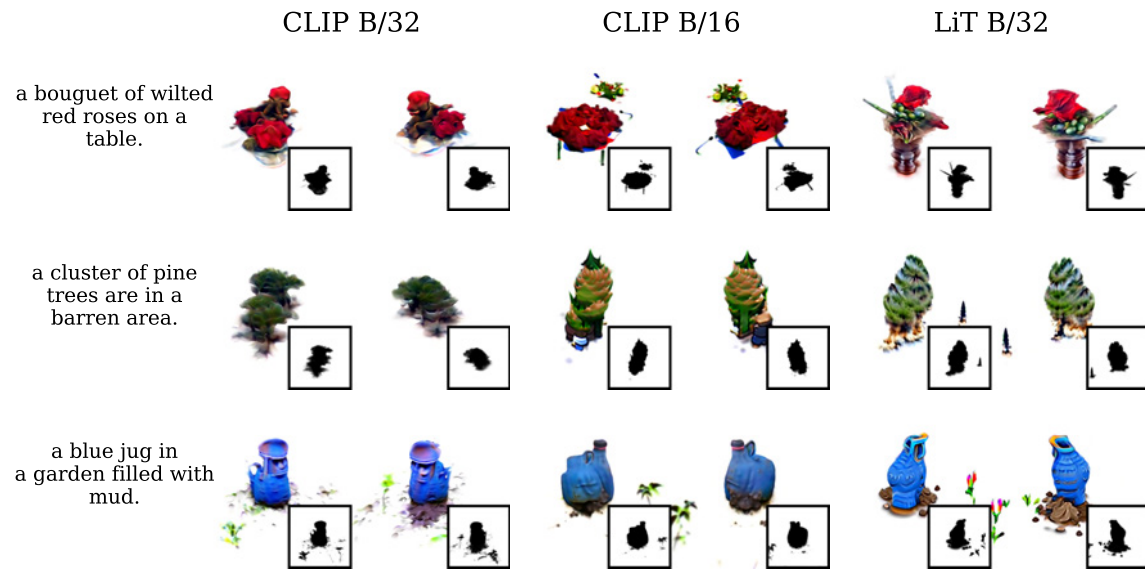 CLIP B/32
CLIP B/16
LiT B/32
a bouquet of wilted
red roses on a
table.
a cluster of pine
trees are in a
barren area.
a blue jug in
a garden filled with
mud.